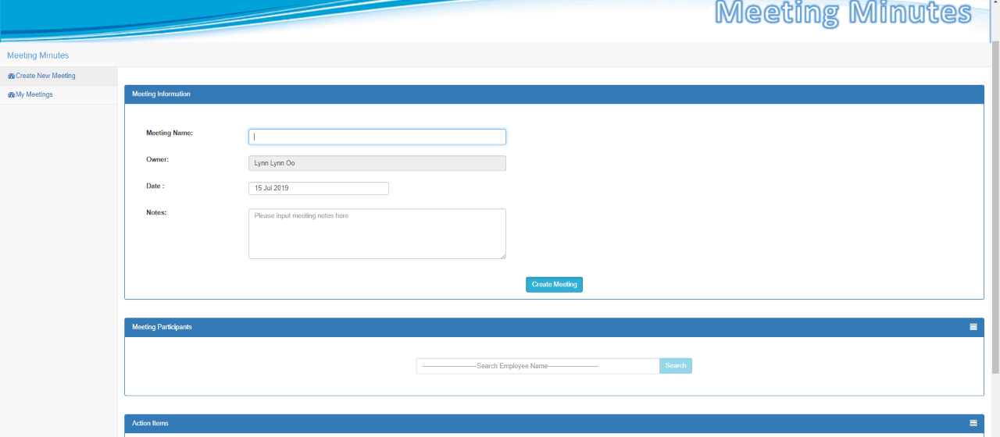 Meeting Minutes
Meeting Minutes
Create New Meeting
My Meetings
Meeting Information
Meeting Name:
Owner:
Lynn Lynn Oo
Date :
15 Jul 2019
Notes:
Please input meeting notes here
Create Meeting
Meeting Participants
-------------------------Search Employee Name-----------------------
Search
Action Items